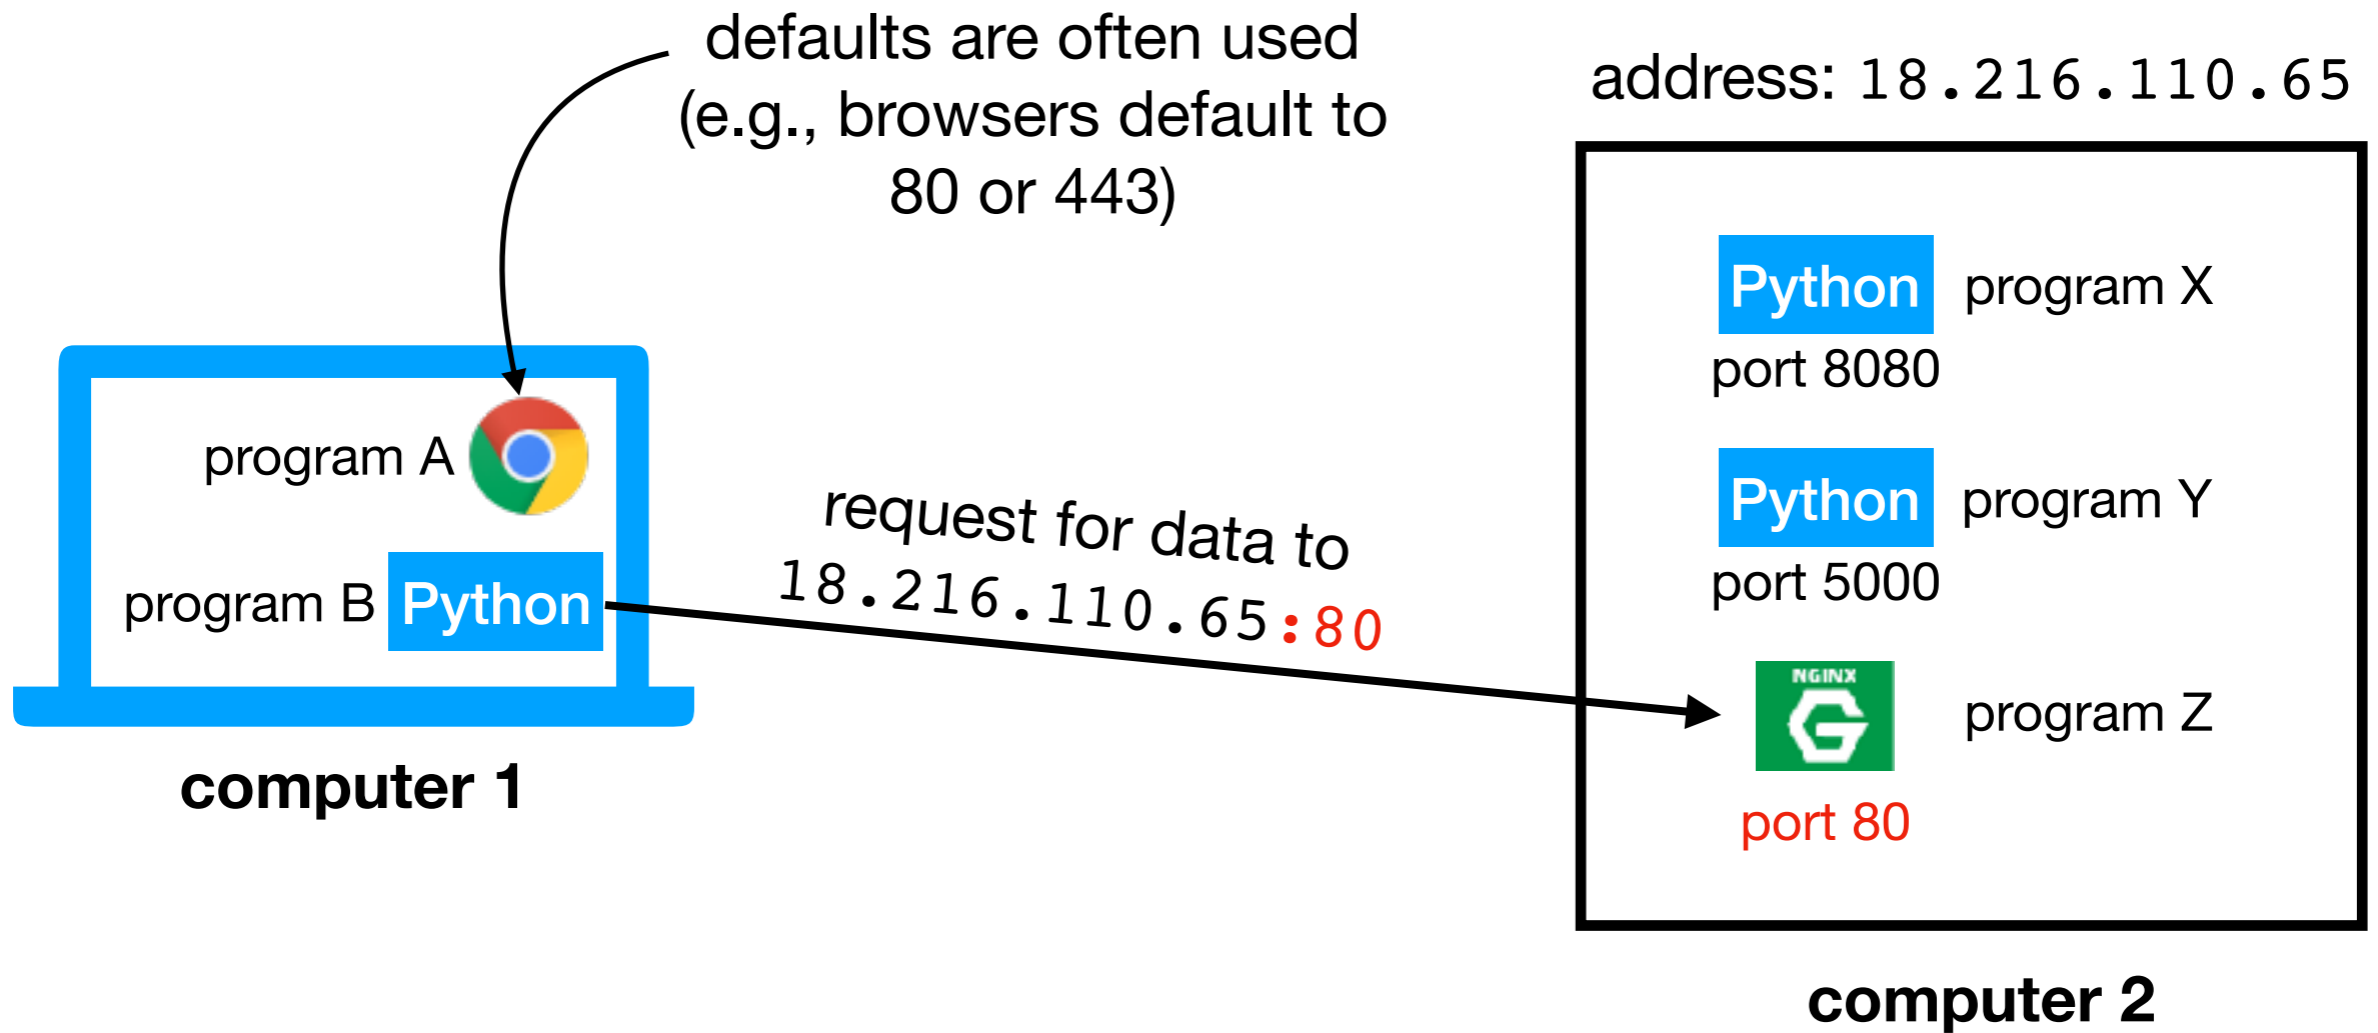 defaults are often used
(e.g., browsers default to
80 or 443)
address: 18.216.110.65
Python program X
port 8080
program A
Python program Y
port 5000
request for data to
18.216.110.65:80
program B Python
NGINX
G
program Z
port 80
computer 1
computer 2